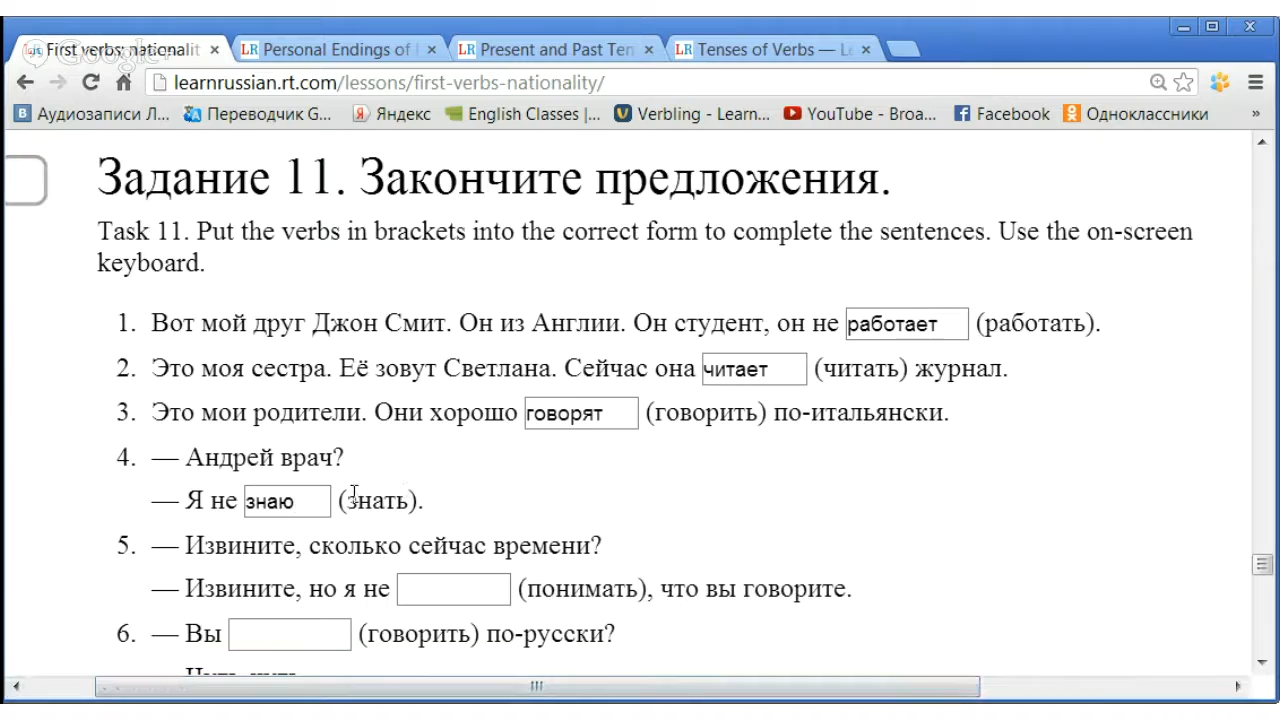 First verbs: nationalit
Personal Endings of
Present and Past Ten
Tenses of Verbs — L
learnrussian.rt.com/lessons/first-verbs-nationality/
Аудиозаписи Л... Переводчик G... Яндекс English Classes |... Verbling - Learn... YouTube - Broa... Facebook Одноклассники »
Задание 11. Закончите предложения.
Task 11. Put the verbs in brackets into the correct form to complete the sentences. Use the on-screen
keyboard.
1. Вот мой друг Джон Смит. Он из Англии. Он студент, он не работает (работать).
2. Это моя сестра. Её зовут Светлана. Сейчас она читает (читать) журнал.
3. Это мои родители. Они хорошо говорят (говорить) по-итальянски.
4. — Андрей врач?
— Я не знаю (знать).
5. — Извините, сколько сейчас времени?
— Извините, но я не (понимать), что вы говорите.
6. — Вы (говорить) по-русски?